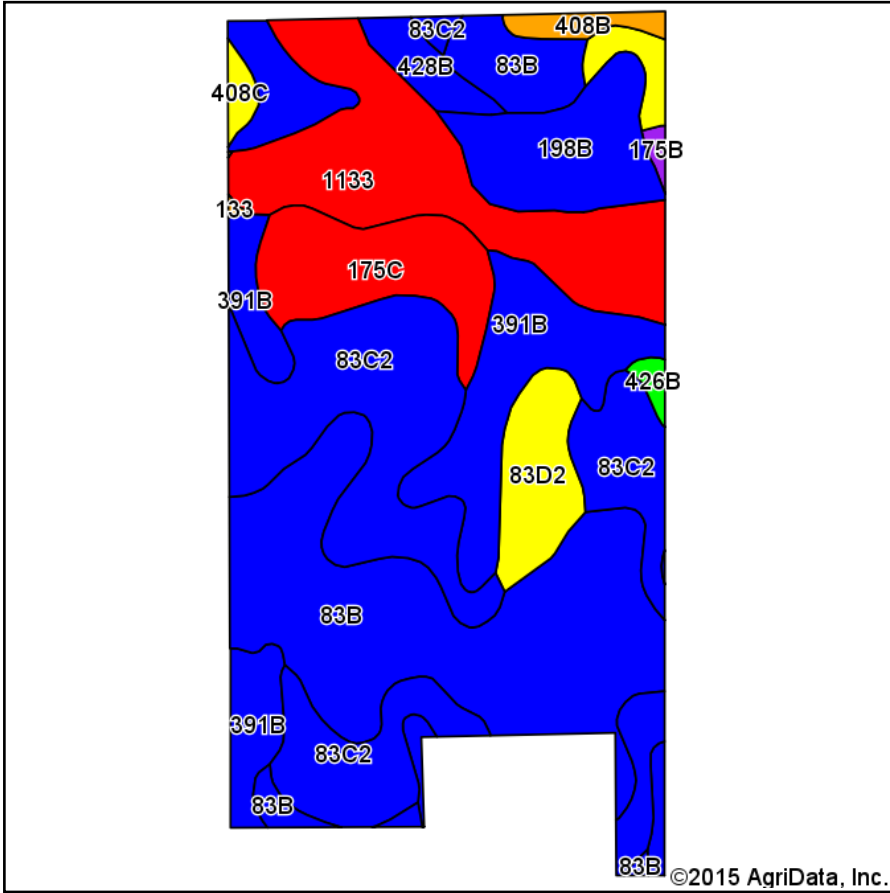 83C2
408B
428B
83B
408C
198B
175B
1133
133
175C
391B
391B
83C2
426B
83D2
83C2
83B
391B
83C2
83B
83B
©2015 AgriData, Inc.